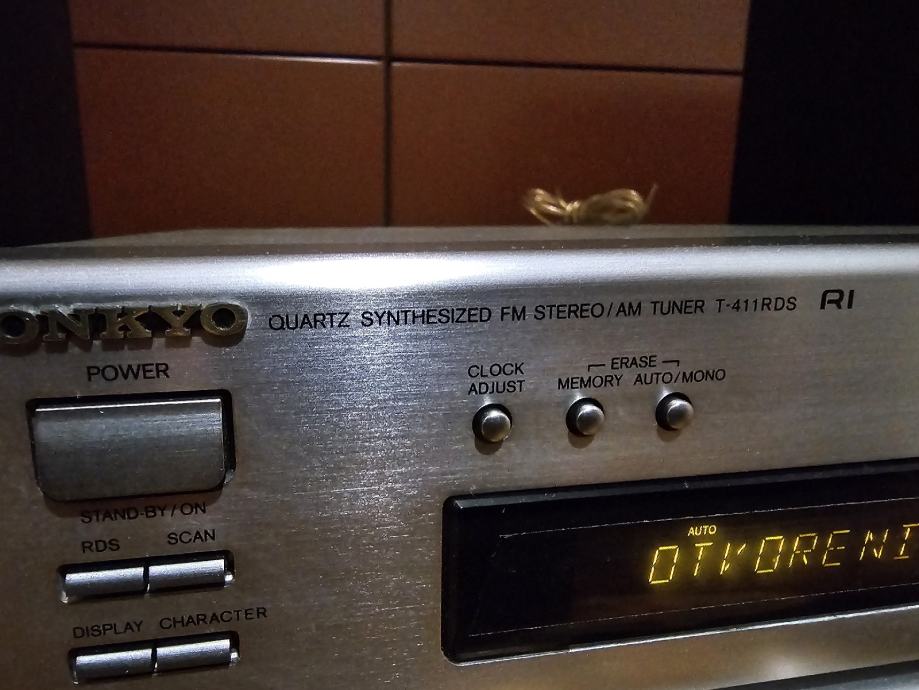 ONKYO
QUARTZ SYNTHESIZED FM STEREO/AM TUNER T-411RDS RI
POWER
STAND-BY/ON
CLOCK ADJUST
ERASE
MEMORY AUTO/MONO
RDS SCAN
DISPLAY CHARACTER
AUTO
OTVORENI